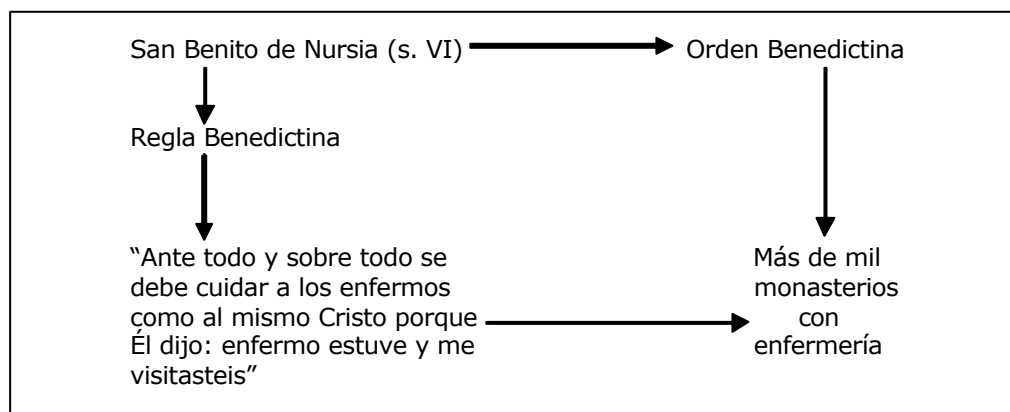 San Benito de Nursia (s. VI)
Orden Benedictina
Regla Benedictina
“Ante todo y sobre todo se
debe cuidar a los enfermos
como al mismo Cristo porque
Él dijo: enfermo estuve y me
visitasteis”
Más de mil
monasterios
con
enfermería